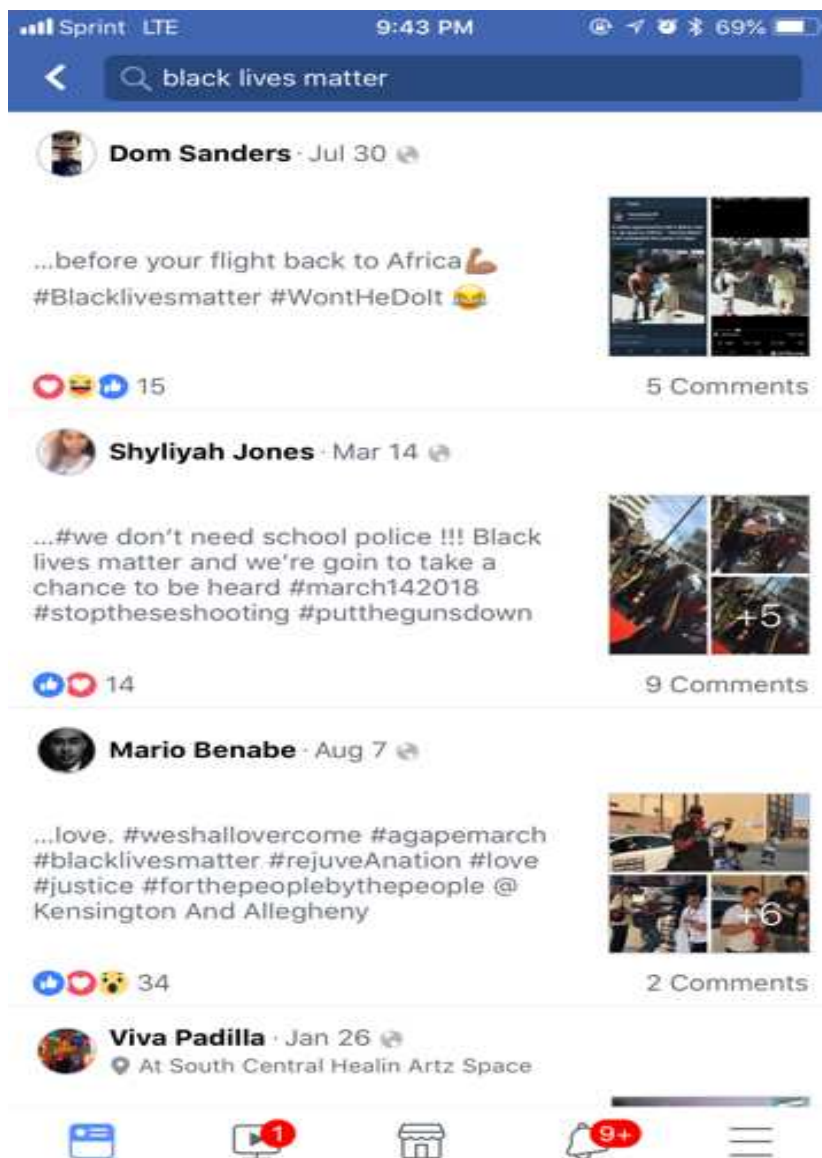 Sprint LTE 9:43 PM 69%
black lives matter
Dom Sanders · Jul 30
...before your flight back to Africa💪🏽
#Blacklivesmatter #WontHeDoIt 😂
15 5 Comments
Shyliyah Jones · Mar 14
...#we don't need school police !!! Black
lives matter and we're goin to take a
chance to be heard #march142018
#stoptheseshooting #putthegunsdown
+5
14 9 Comments
Mario Benabe · Aug 7
...love. #weshallovercome #agapemarch
#blacklivesmatter #rejuveAnation #love
#justice #forthepeoplebythepeople @
Kensington And Allegheny
+6
34 2 Comments
Viva Padilla · Jan 26
At South Central Healin Artz Space
1 9+